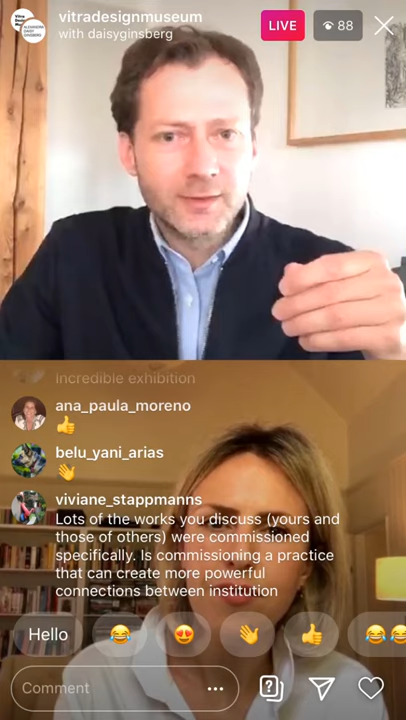 vitradesignmuseum
with daisyginsberg
LIVE
88
incredible exhibition
ana_paula_moreno
👍
belu_yani_arias
👋
viviane_stappmanns
Lots of the works you discuss (yours and
those of others) were commissioned
specifically. Is commissioning a practice
that can create more powerful
connections between institution
Hello 😂 😍 👋 👍 😂😂
Comment